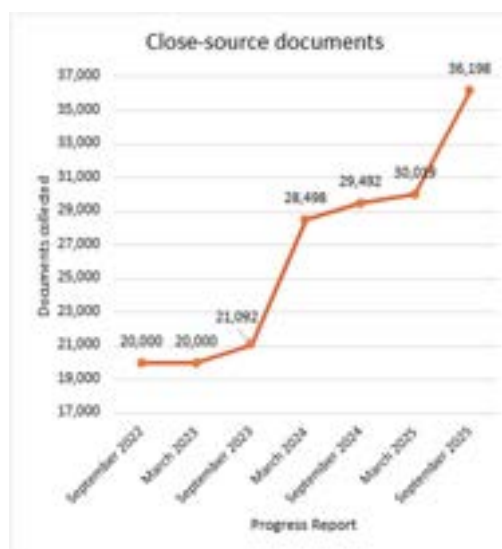 Close-source documents
37,000
35,000
33,000
31,000
29,000
27,000
25,000
23,000
21,000
19,000
17,000
Documents collected
20,000
20,000
21,092
28,498
29,492
36,198
September 2022
March 2023
September 2023
March 2024
September 2024
March 2025
September 2025
Progress Report